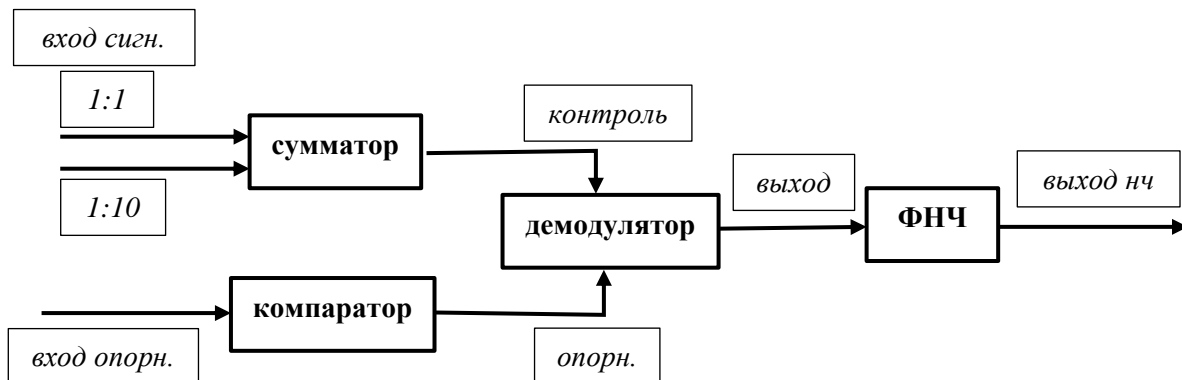 вход сигн.
1:1
1:10
сумматор
контроль
демодулятор
выход
ФНЧ
выход нч
компаратор
вход опорн.
опорн.